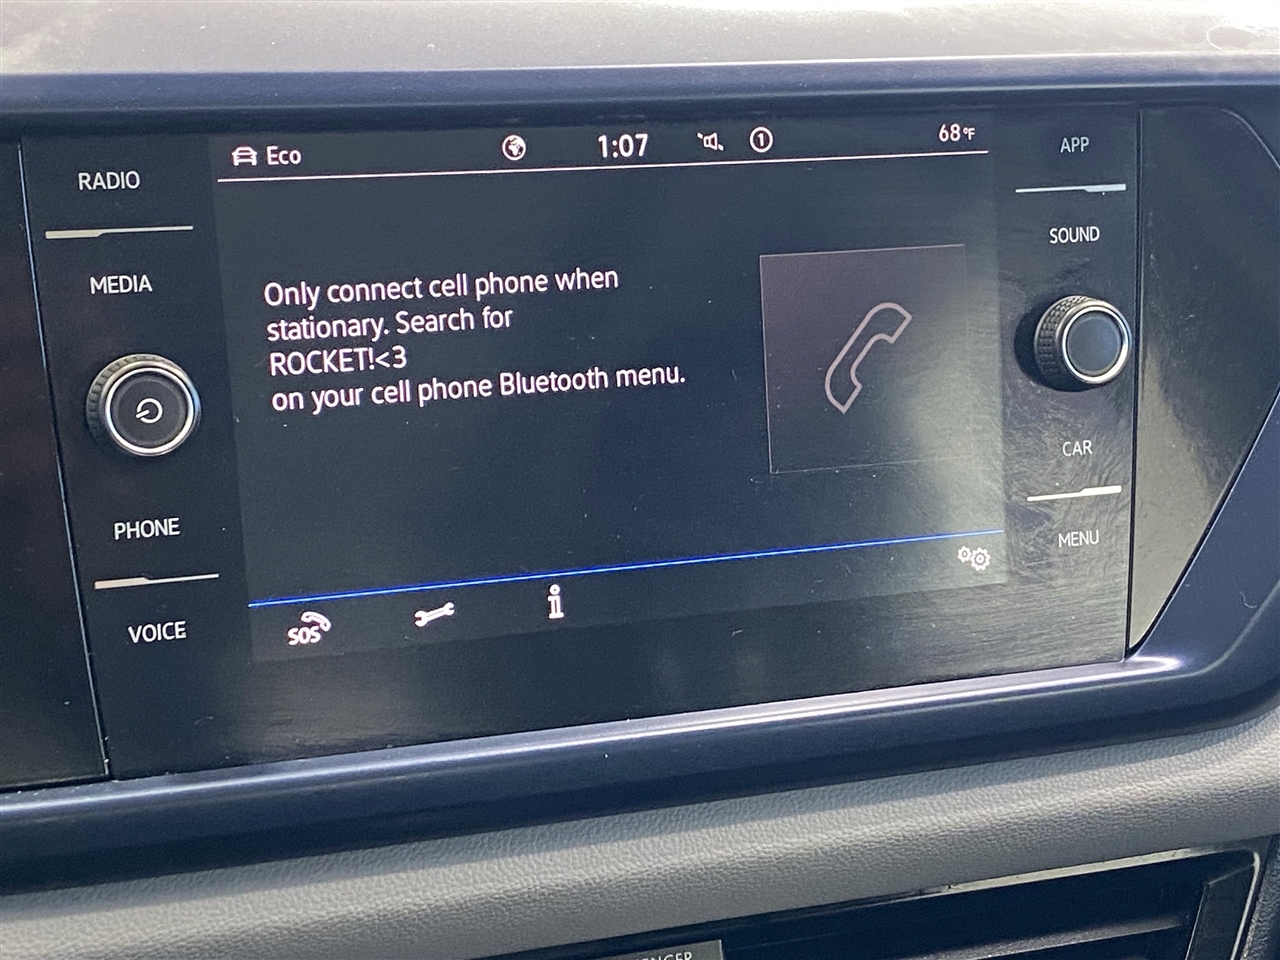 Eco 1:07 1 68°F
RADIO
MEDIA
PHONE
VOICE
Only connect cell phone when
stationary. Search for
ROCKET!<3
on your cell phone Bluetooth menu.
SOS
i
APP
SOUND
CAR
MENU